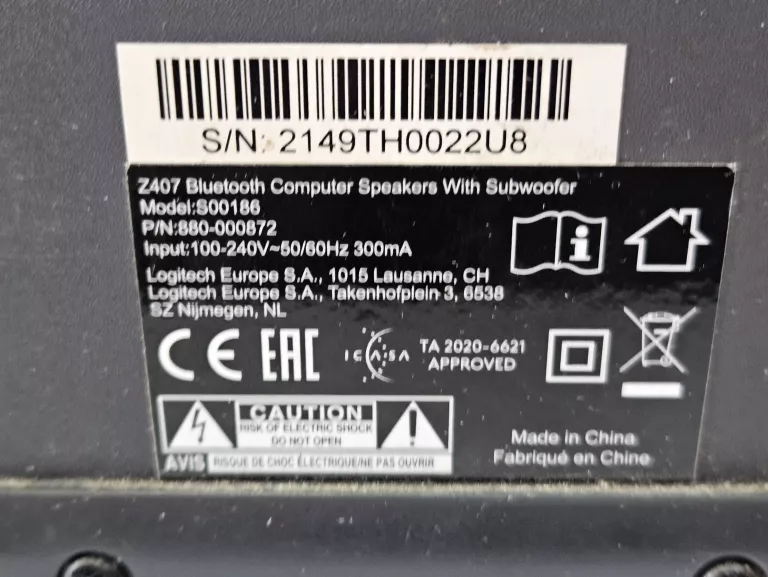 S/N: 2149TH0022U8
Z407 Bluetooth Computer Speakers With Subwoofer
Model:S00186
P/N:880-000872
Input:100-240V~50/60Hz 300mA
Logitech Europe S.A., 1015 Lausanne, CH
Logitech Europe S.A., Takenhofplein 3, 6538
SZ Nijmegen, NL
CE EAC ICASA TA 2020-6621
APPROVED
CAUTION
RISK OF ELECTRIC SHOCK
DO NOT OPEN
AVIS RISQUE DE CHOC ÉLECTRIQUE/NE PAS OUVRIR
Made in China
Fabriqué en Chine